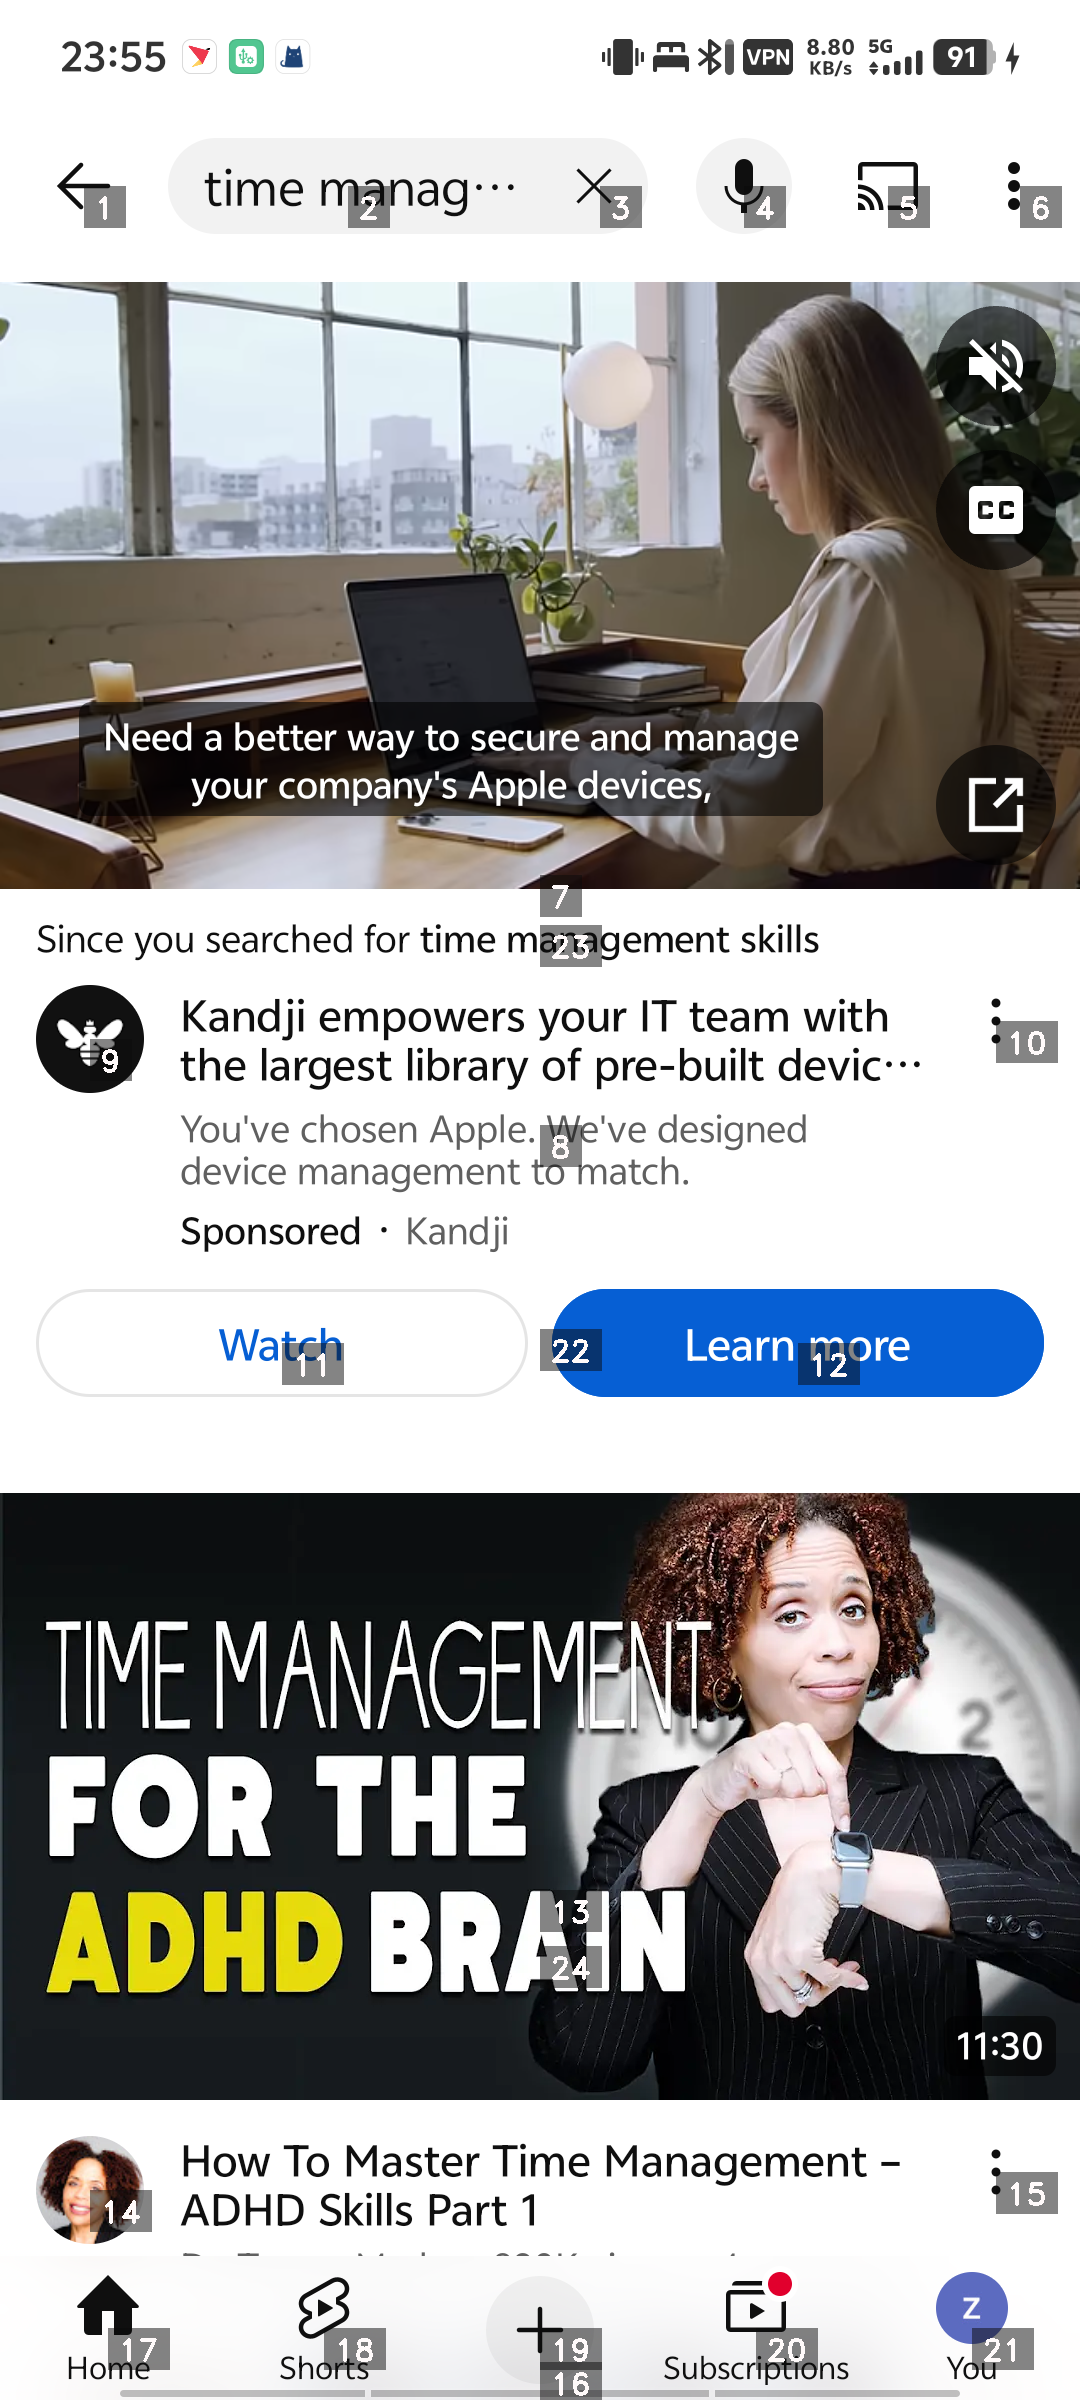 23:55
VPN
8.80
KB/s
5G
91
time manag···
1
2
3
4
5
6
CC
Need a better way to secure and manage
your company's Apple devices,
7
Since you searched for time management skills
23
Kandji empowers your IT team with
the largest library of pre-built devic···
9
10
You've chosen Apple. We've designed
device management to match.
8
Sponsored · Kandji
Watch
11
22
Learn more
12
TIME MANAGEMENT
FOR THE
ADHD BRAIN
10
2
13
24
11:30
How To Master Time Management –
ADHD Skills Part 1
14
15
Z
17
18
19
20
21
Home
Shorts
Subscriptions
You
16